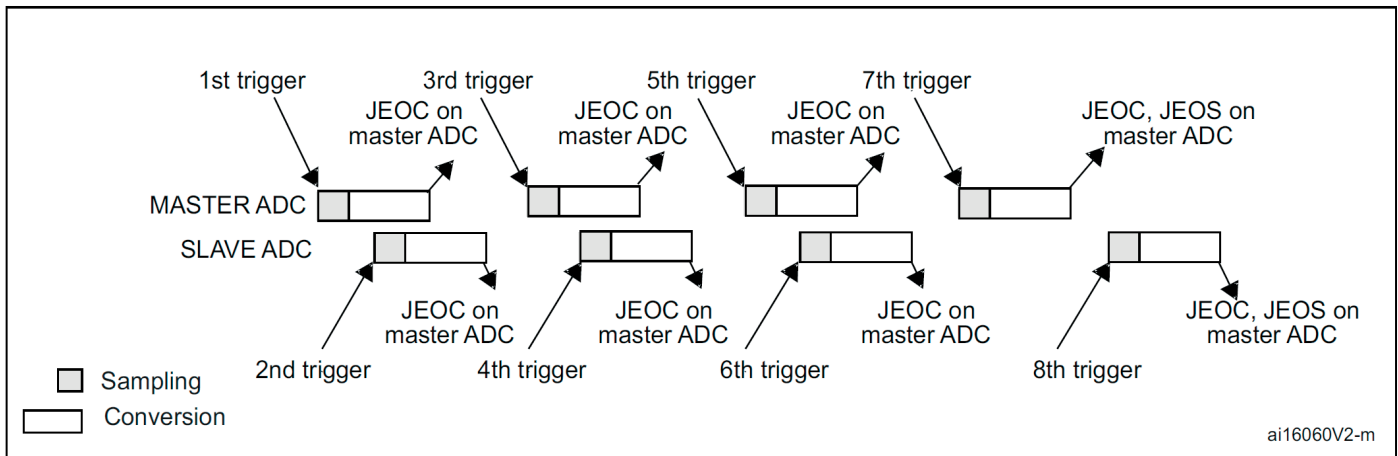 1st trigger
3rd trigger
5th trigger
7th trigger
JEOC on
master ADC
JEOC on
master ADC
JEOC on
master ADC
JEOC, JEOS on
master ADC
MASTER ADC
SLAVE ADC
JEOC on
master ADC
JEOC on
master ADC
JEOC on
master ADC
JEOC, JEOS on
master ADC
2nd trigger
4th trigger
6th trigger
8th trigger
Sampling
Conversion
ai16060V2-m